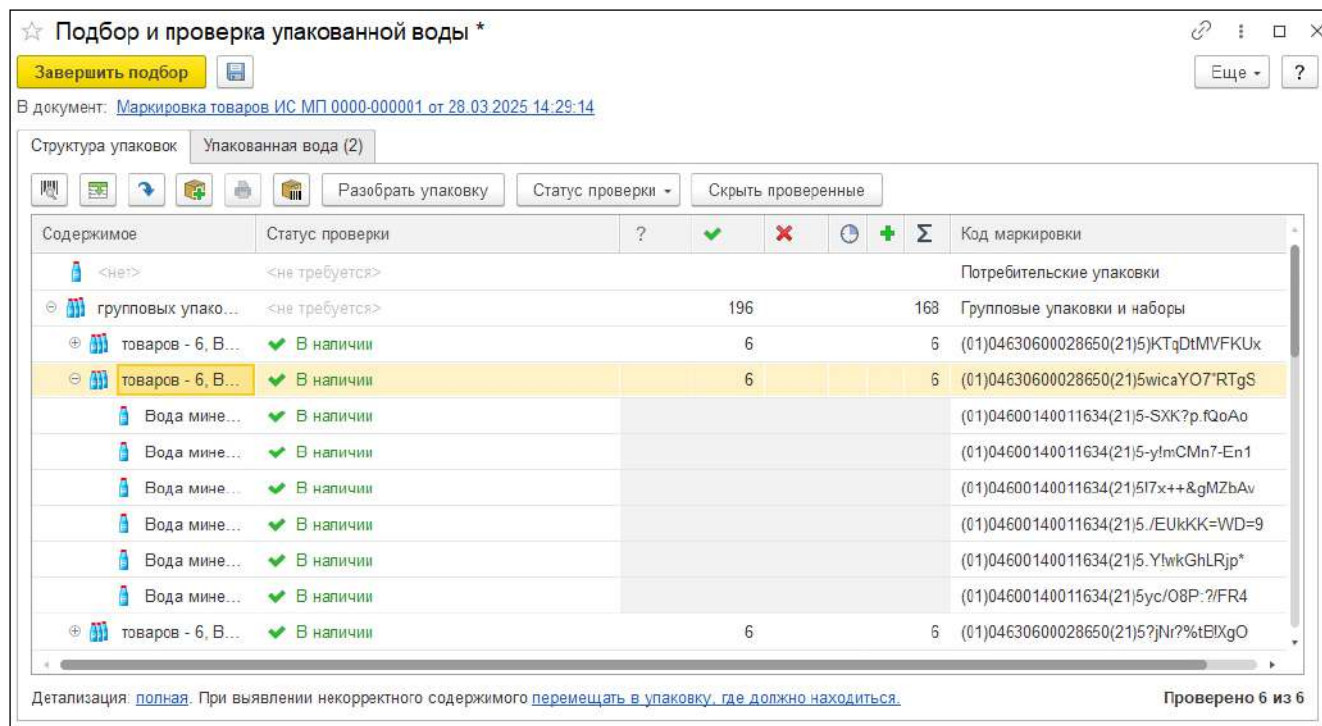 Подбор и проверка упакованной воды *
Завершить подбор Еще ?
В документ: Маркировка товаров ИС МП 0000-000001 от 28.03.2025 14:29:14
Структура упаковок Упакованная вода (2)
Разобрать упаковку Статус проверки Скрыть проверенные
Содержимое Статус проверки ? Σ Код маркировки
<нет> <не требуется> Потребительские упаковки
групповых упако... <не требуется> 196 168 Групповые упаковки и наборы
товаров - 6, В... В наличии 6 6 (01)04630600028650(21)5)KTqDtMVFKUx
товаров - 6, В... В наличии 6 6 (01)04630600028650(21)5wicaYO7*RTgS
Вода мине... В наличии (01)04600140011634(21)5-SXK?p.fQoAo
Вода мине... В наличии (01)04600140011634(21)5-y!mCMn7-En1
Вода мине... В наличии (01)04600140011634(21)5!7x++&gMZbAv
Вода мине... В наличии (01)04600140011634(21)5./EUkKK=WD=9
Вода мине... В наличии (01)04600140011634(21)5.Y!wkGhLRjp*
Вода мине... В наличии (01)04600140011634(21)5yc/O8P:?/FR4
товаров - 6, В... В наличии 6 6 (01)04630600028650(21)5?jNr?%tB!XgO
Детализация: полная. При выявлении некорректного содержимого перемещать в упаковку, где должно находиться. Проверено 6 из 6